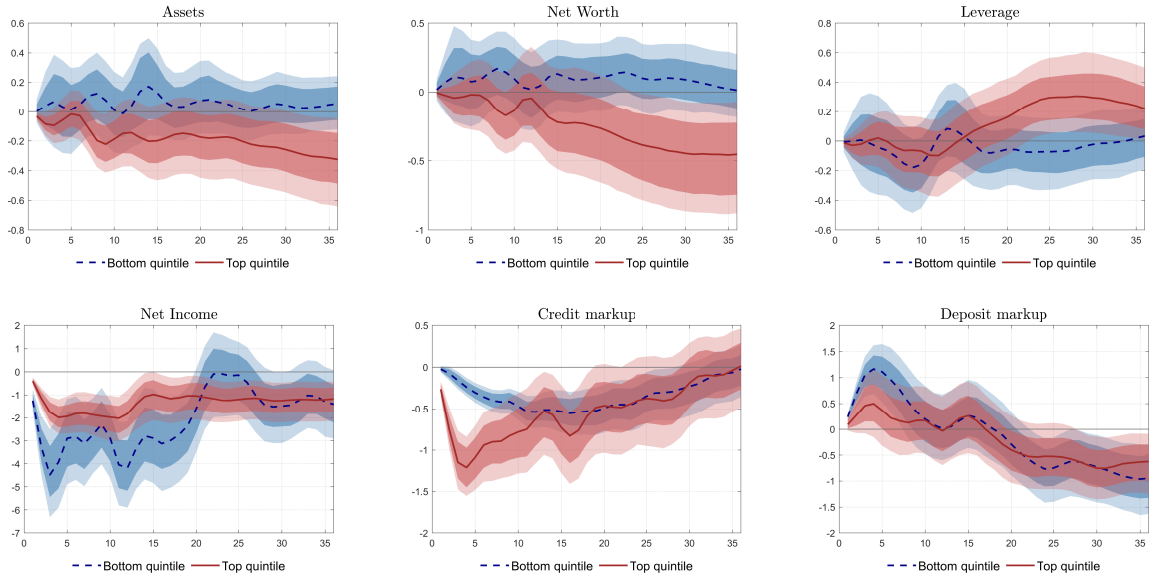 Assets
0.6
0.4
0.2
0
-0.2
-0.4
-0.6
-0.8
0 5 10 15 20 25 30 35
Bottom quintile Top quintile
Net Worth
0.5
0
-0.5
-1
0 5 10 15 20 25 30 35
Bottom quintile Top quintile
Leverage
0.8
0.6
0.4
0.2
0
-0.2
-0.4
-0.6
0 5 10 15 20 25 30 35
Bottom quintile Top quintile
Net Income
2
1
0
-1
-2
-3
-4
-5
-6
-7
0 5 10 15 20 25 30 35
Bottom quintile Top quintile
Credit markup
0.5
0
-0.5
-1
-1.5
-2
0 5 10 15 20 25 30 35
Bottom quintile Top quintile
Deposit markup
2
1.5
1
0.5
0
-0.5
-1
-1.5
-2
0 5 10 15 20 25 30 35
Bottom quintile Top quintile